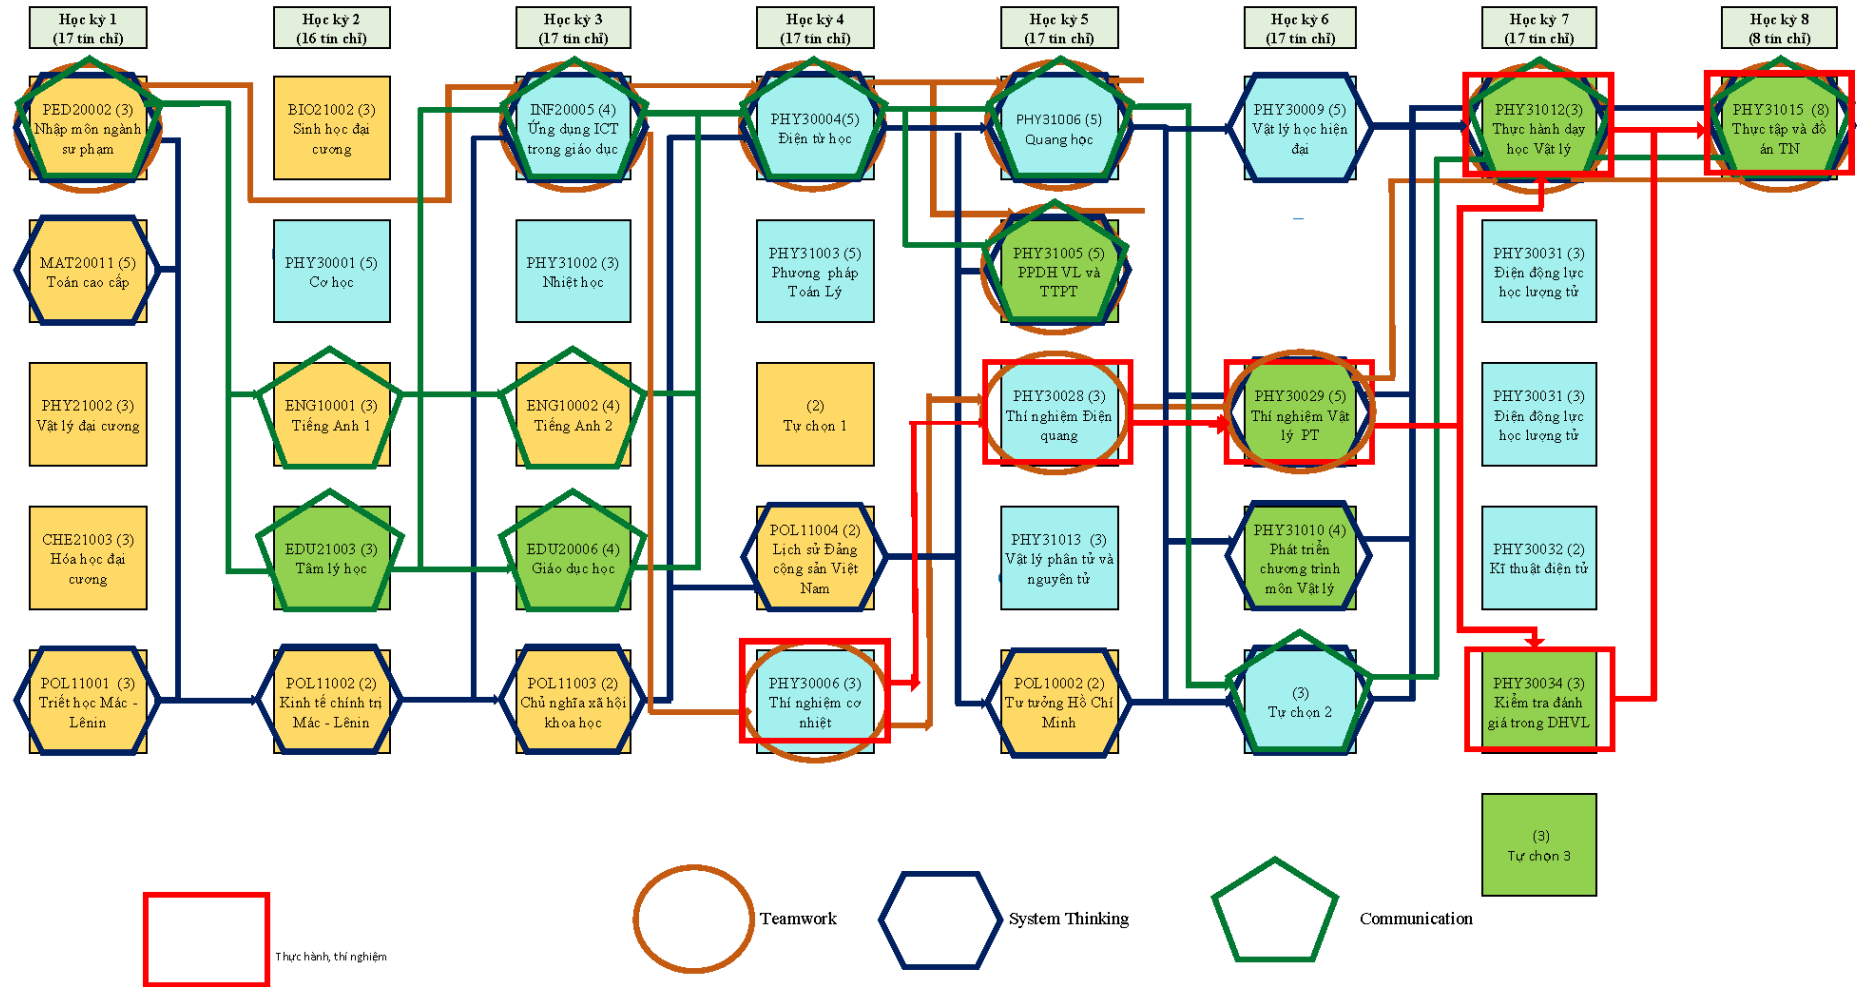 Học kỳ 1
(17 tín chỉ)
Học kỳ 2
(16 tín chỉ)
Học kỳ 3
(17 tín chỉ)
Học kỳ 4
(17 tín chỉ)
Học kỳ 5
(17 tín chỉ)
Học kỳ 6
(17 tín chỉ)
Học kỳ 7
(17 tín chỉ)
Học kỳ 8
(8 tín chỉ)
PED20002 (3)
Nhập môn ngành
sư phạm
BIO21002 (3)
Sinh học đại
cương
INF20005 (4)
Ứng dụng ICT
trong giáo dục
PHY30004(5)
Điện từ học
PHY31006 (5)
Quang học
PHY30009 (5)
Vật lý học hiện
đại
PHY31012(3)
Thực hành dạy
học Vật lý
PHY31015 (8)
Thực tập và đồ
án TN
MAT20011 (5)
Toán cao cấp
PHY30001 (5)
Cơ học
PHY31002 (3)
Nhiệt học
PHY31003 (5)
Phương pháp
Toán Lý
PHY31005 (5)
PPDH VL và
TTPT
PHY30031 (3)
Điện động lực
học lượng tử
PHY21002 (3)
Vật lý đại cương
ENG10001 (3)
Tiếng Anh 1
ENG10002 (4)
Tiếng Anh 2
(2)
Tự chọn 1
PHY30028 (3)
Thí nghiệm Điện
quang
PHY30029 (5)
Thí nghiệm Vật
lý PT
PHY30031 (3)
Điện động lực
học lượng tử
CHE21003 (3)
Hóa học đại
cương
EDU21003 (3)
Tâm lý học
EDU20006 (4)
Giáo dục học
POL11004 (2)
Lịch sử Đảng
cộng sản Việt
Nam
PHY31013 (3)
Vật lý phân tử và
nguyên tử
PHY31010 (4)
Phát triển
chương trình
môn Vật lý
PHY30032 (2)
Kĩ thuật điện tử
POL11001 (3)
Triết học Mác -
Lênin
POL11002 (2)
Kinh tế chính trị
Mác - Lênin
POL11003 (2)
Chủ nghĩa xã hội
khoa học
PHY30006 (3)
Thí nghiệm cơ
nhiệt
POL10002 (2)
Tư tưởng Hồ Chí
Minh
(3)
Tự chọn 2
PHY30034 (3)
Kiểm tra đánh
giá trong DHVL
(3)
Tự chọn 3
Thực hành, thí nghiệm
Teamwork
System Thinking
Communication